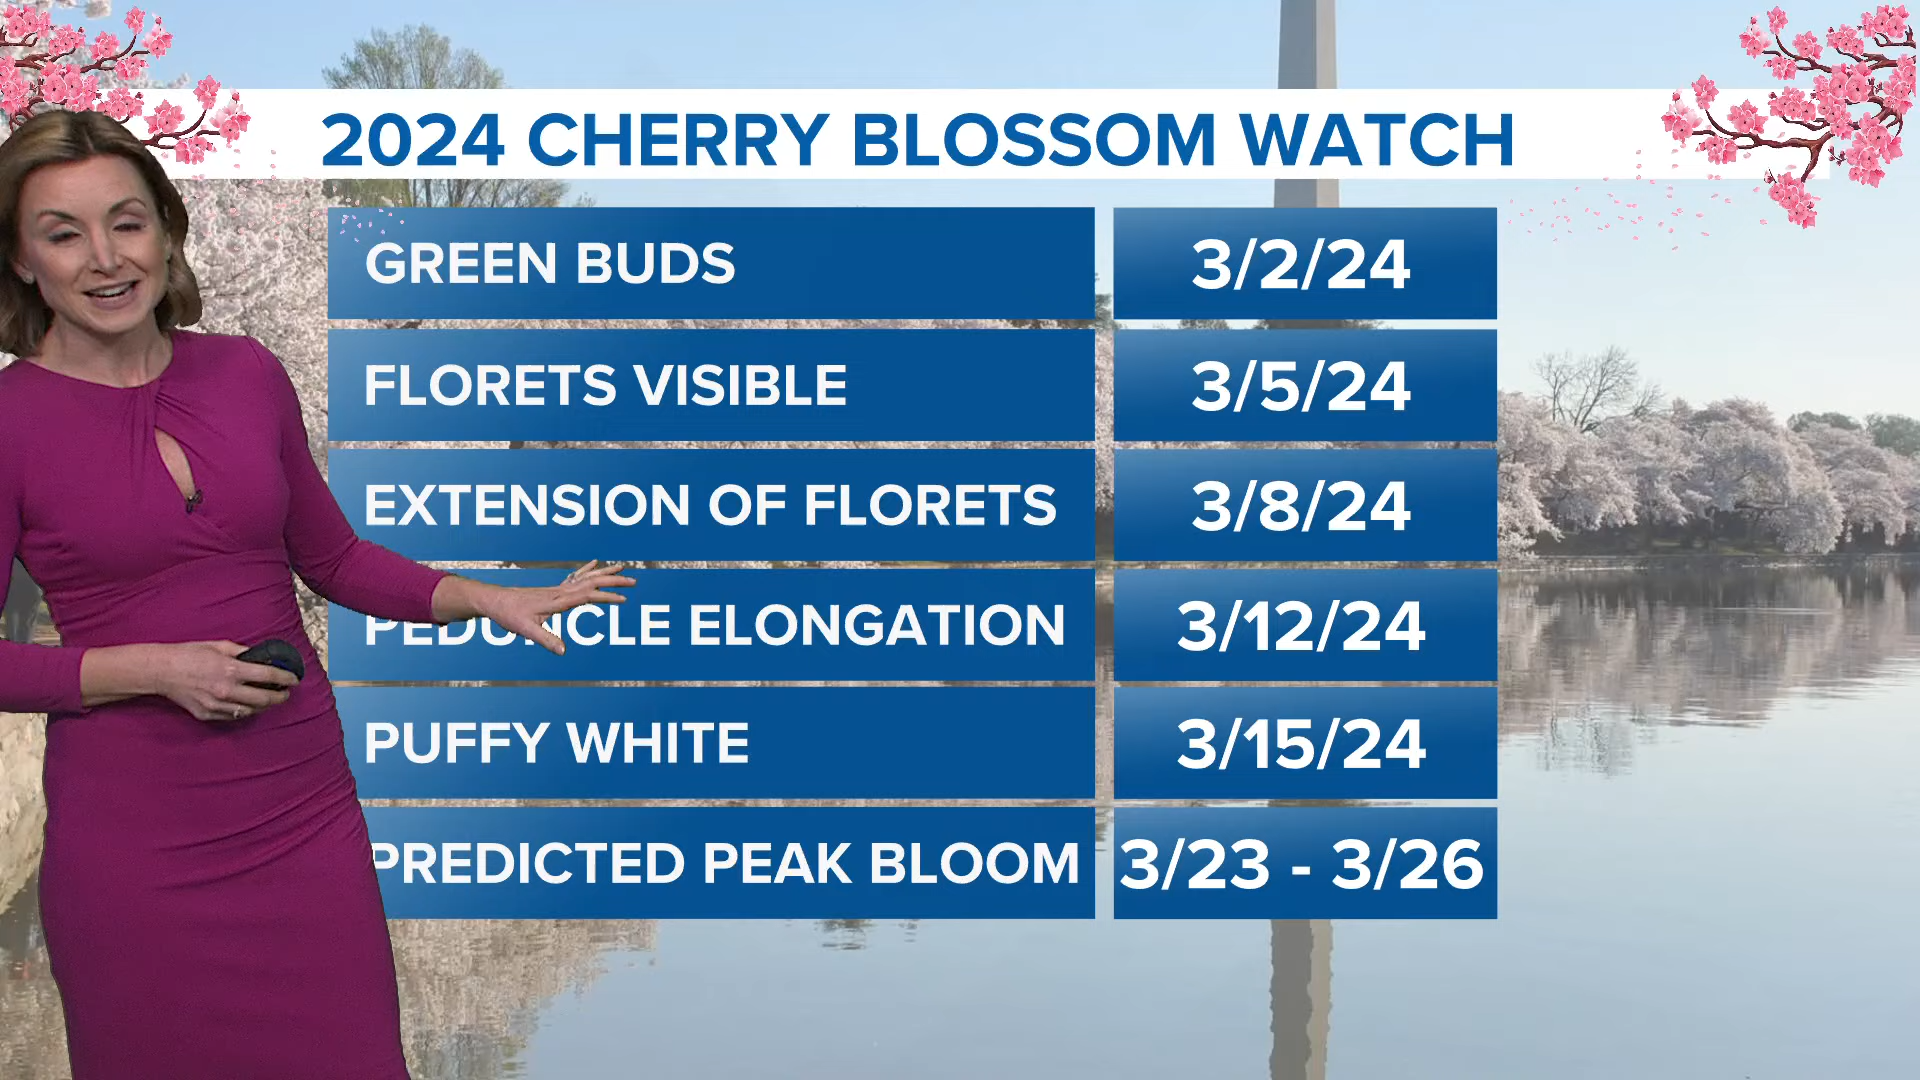 2024 CHERRY BLOSSOM WATCH
GREEN BUDS 3/2/24
FLORETS VISIBLE 3/5/24
EXTENSION OF FLORETS 3/8/24
PEDUNCLE ELONGATION 3/12/24
PUFFY WHITE 3/15/24
PREDICTED PEAK BLOOM 3/23 - 3/26